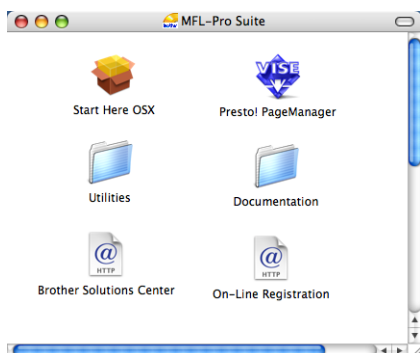 MFL-Pro Suite
VISE
Start Here OSX
Presto! PageManager
Utilities
Documentation
@
HTTP
Brother Solutions Center
@
HTTP
On-Line Registration